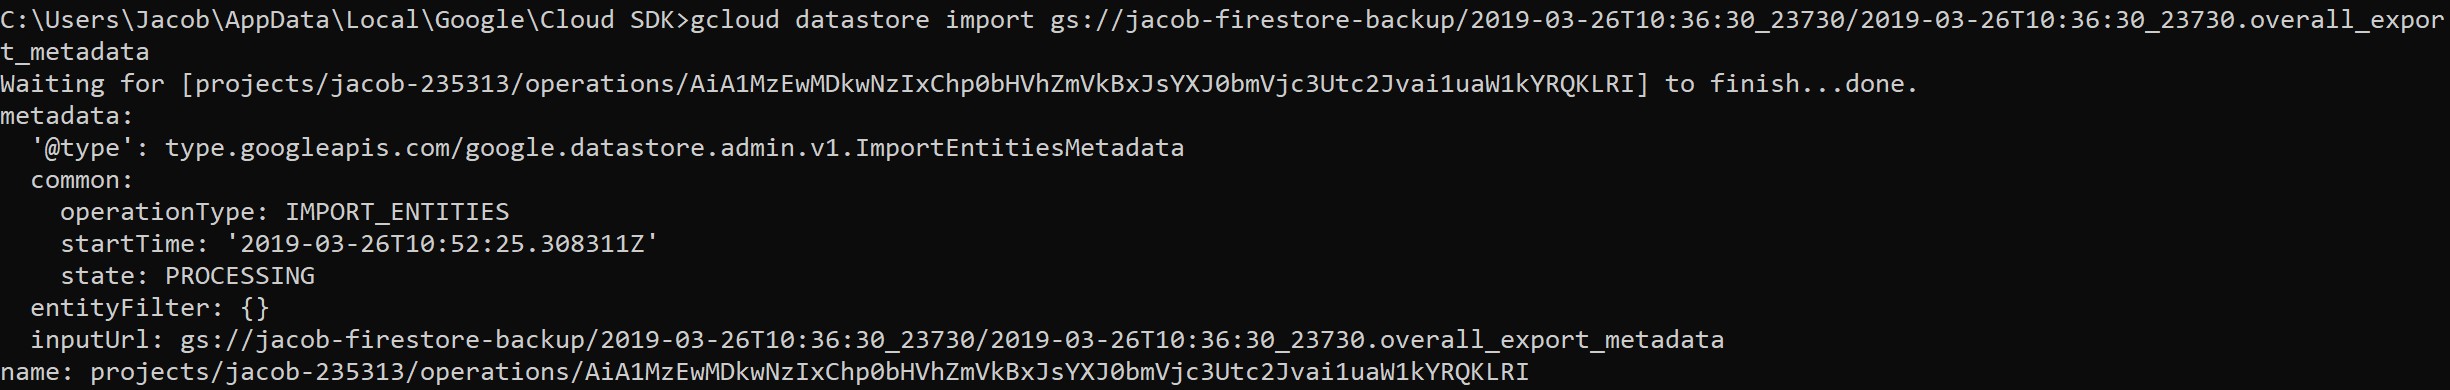 C:\Users\Jacob\AppData\Local\Google\Cloud SDK>gcloud datastore import gs://jacob-firestore-backup/2019-03-26T10:36:30_23730/2019-03-26T10:36:30_23730.overall_expor
t_metadata
Waiting for [projects/jacob-235313/operations/AiA1MzEwMDkwNzIxChp0bHVhZmVkBxJsYXJ0bmVjc3Utc2Jvai1uaW1kYRQKLRI] to finish...done.
metadata:
  '@type': type.googleapis.com/google.datastore.admin.v1.ImportEntitiesMetadata
  common:
    operationType: IMPORT_ENTITIES
    startTime: '2019-03-26T10:52:25.308311Z'
    state: PROCESSING
  entityFilter: {}
  inputUrl: gs://jacob-firestore-backup/2019-03-26T10:36:30_23730/2019-03-26T10:36:30_23730.overall_export_metadata
name: projects/jacob-235313/operations/AiA1MzEwMDkwNzIxChp0bHVhZmVkBxJsYXJ0bmVjc3Utc2Jvai1uaW1kYRQKLRI